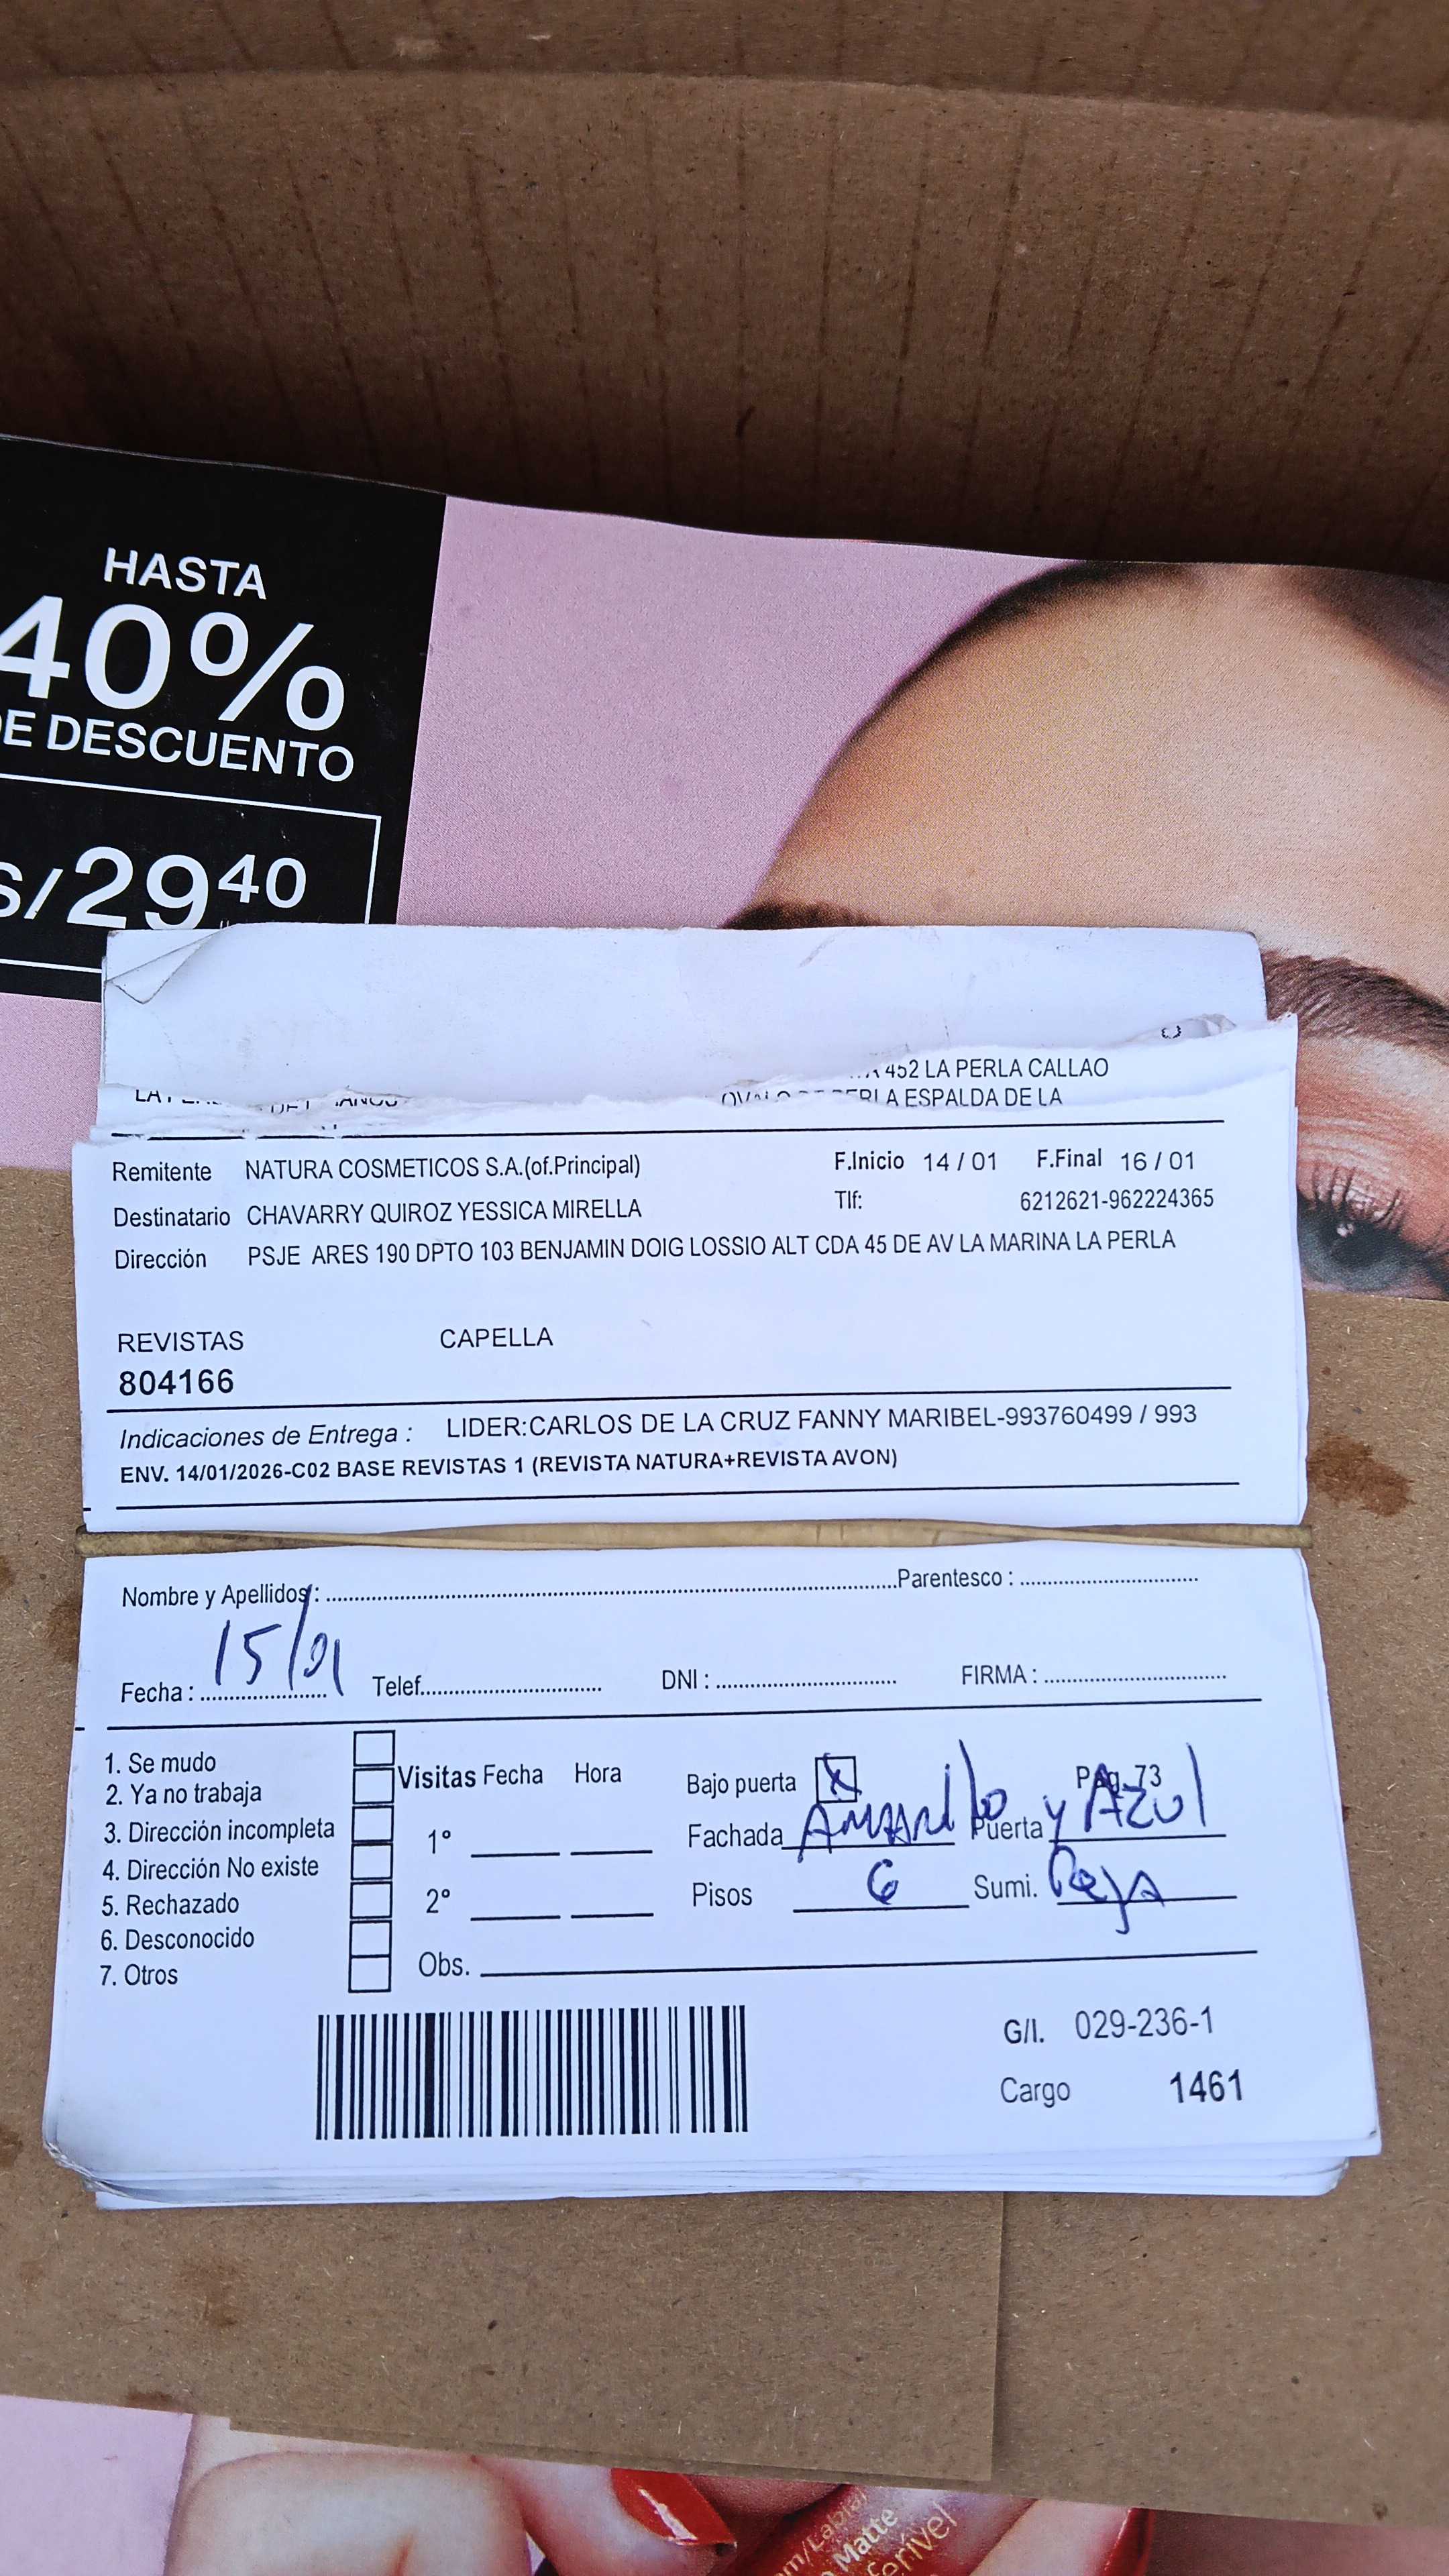 HASTA
40%
DE DESCUENTO
S/2940
452 LA PERLA CALLAO
ESPALDA DE LA
Remitente NATURA COSMETICOS S.A.(of.Principal) F.Inicio 14 / 01 F.Final 16 / 01
Destinatario CHAVARRY QUIROZ YESSICA MIRELLA Tlf: 6212621-962224365
Dirección PSJE ARES 190 DPTO 103 BENJAMIN DOIG LOSSIO ALT CDA 45 DE AV LA MARINA LA PERLA
REVISTAS CAPELLA
804166
Indicaciones de Entrega : LIDER:CARLOS DE LA CRUZ FANNY MARIBEL-993760499 / 993
ENV. 14/01/2026-C02 BASE REVISTAS 1 (REVISTA NATURA+REVISTA AVON)
Nombre y Apellidos : Parentesco :
Fecha : 15/01 Telef. DNI : FIRMA :
1. Se mudo
2. Ya no trabaja
3. Dirección incompleta
4. Dirección No existe
5. Rechazado
6. Desconocido
7. Otros
Visitas Fecha Hora
1°
2°
Obs.
Bajo puerta X Pag. 73
Fachada Amarillo Puerta y Azul
Pisos 6 Sumi. Reja
G/I. 029-236-1
Cargo 1461
Matte